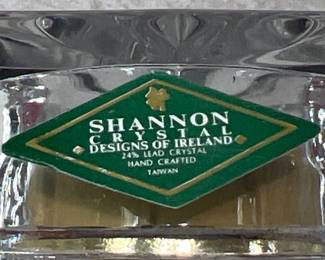 SHANNON
CRYSTAL
DESIGNS OF IRELAND
24% LEAD CRYSTAL
HAND CRAFTED
TAIWAN